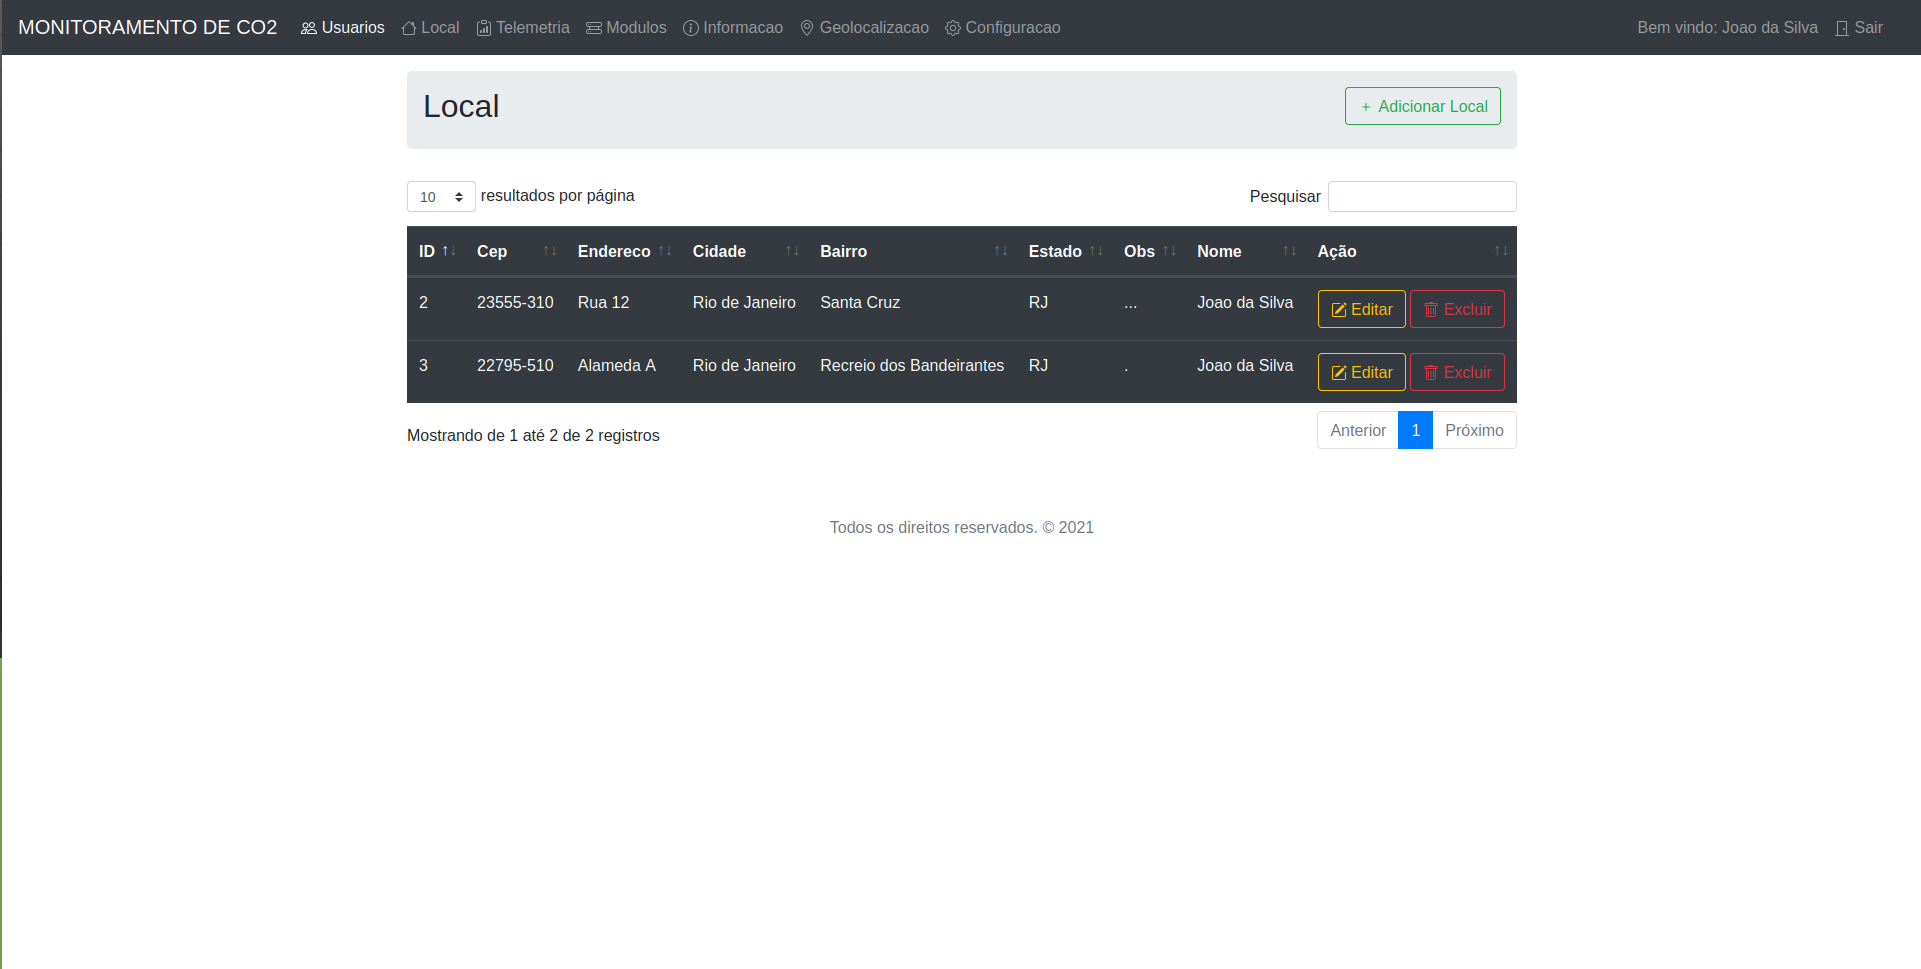 MONITORAMENTO DE CO2 Usuarios Local Telemetria Modulos Informacao Geolocalizacao Configuracao Bem vindo: Joao da Silva Sair
Local + Adicionar Local
10 resultados por página Pesquisar
ID ↑↓ Cep ↑↓ Endereco ↑↓ Cidade ↑↓ Bairro ↑↓ Estado ↑↓ Obs ↑↓ Nome ↑↓ Ação ↑↓
2 23555-310 Rua 12 Rio de Janeiro Santa Cruz RJ ... Joao da Silva Editar Excluir
3 22795-510 Alameda A Rio de Janeiro Recreio dos Bandeirantes RJ . Joao da Silva Editar Excluir
Mostrando de 1 até 2 de 2 registros Anterior 1 Próximo
Todos os direitos reservados. © 2021